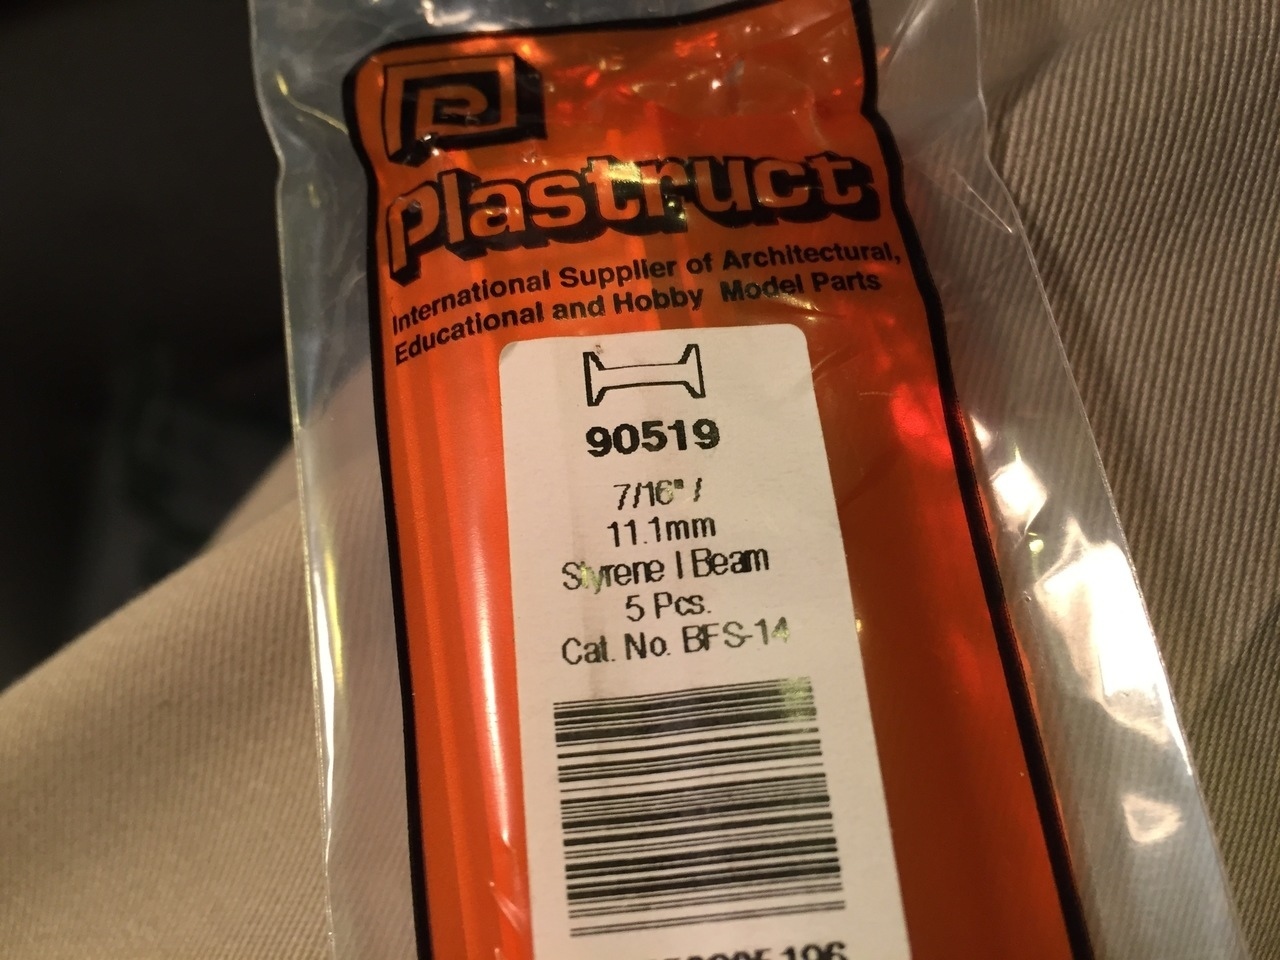 Plastruct
International Supplier of Architectural,
Educational and Hobby Model Parts
90519
7/16" /
11.1mm
Styrene I Beam
5 Pcs.
Cat. No. BFS-14